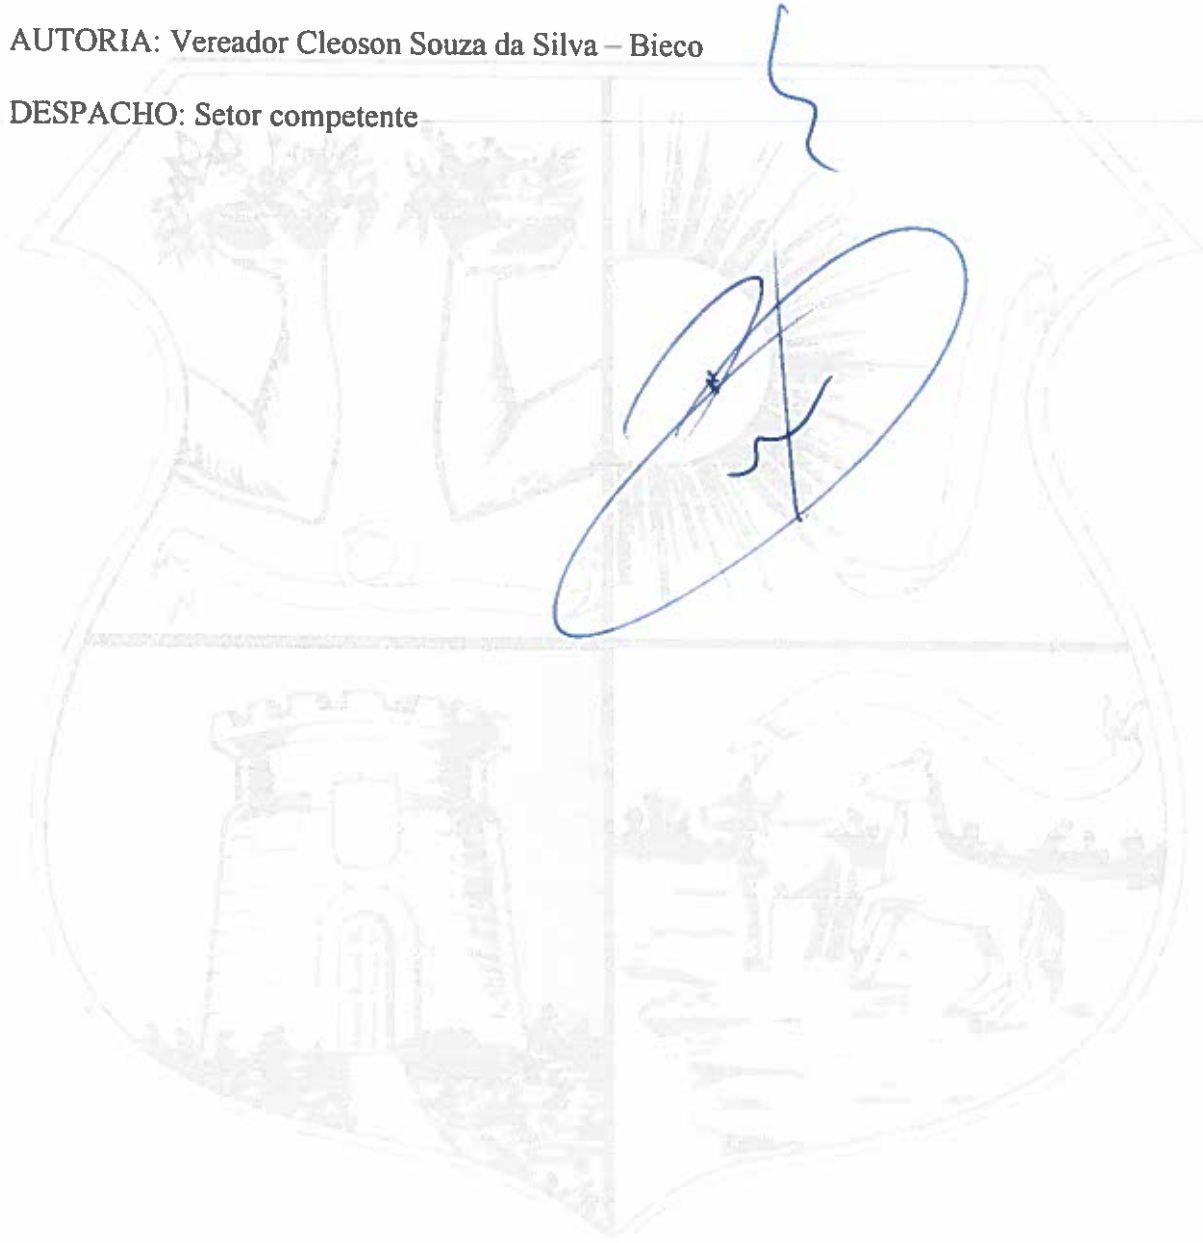 AUTORIA: Vereador Cleoson Souza da Silva – Bieco
DESPACHO: Setor competente